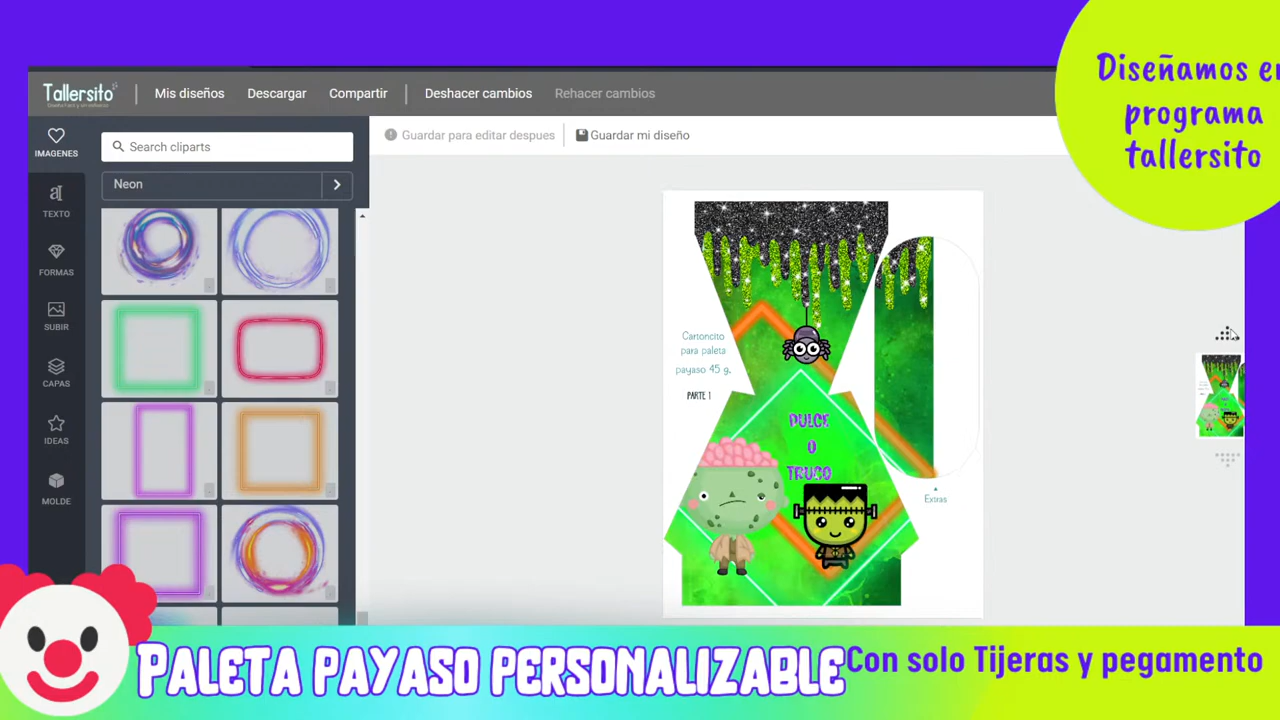 Tallersito
Mis diseños
Descargar
Compartir
Deshacer cambios
Rehacer cambios
Diseñamos en
programa
tallersito
IMAGENES
Search cliparts
Guardar para editar despues
Guardar mi diseño
Neon
TEXTO
FORMAS
SUBIR
CAPAS
IDEAS
MOLDE
Cartoncito
para paleta
payaso 45 g.
PARTE 1
DULCE
O
TRUCO
Extras
PALETA PAYASO PERSONALIZABLE
Con solo Tijeras y pegamento